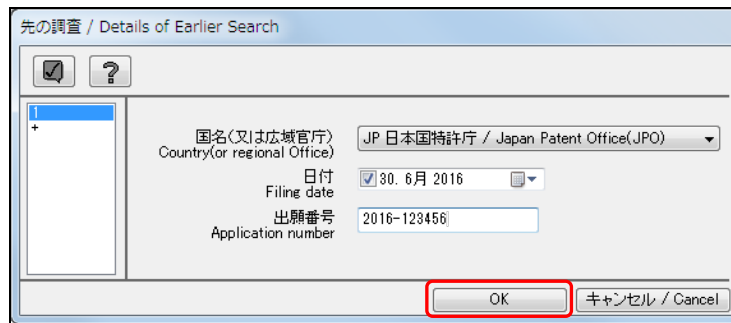 先の調査 / Details of Earlier Search
?
1
+
国名(又は広域官庁)
Country(or regional Office)
JP 日本国特許庁 / Japan Patent Office(JPO)
日付
Filing date
30. 6月 2016
出願番号
Application number
2016-123456
OK
キャンセル / Cancel